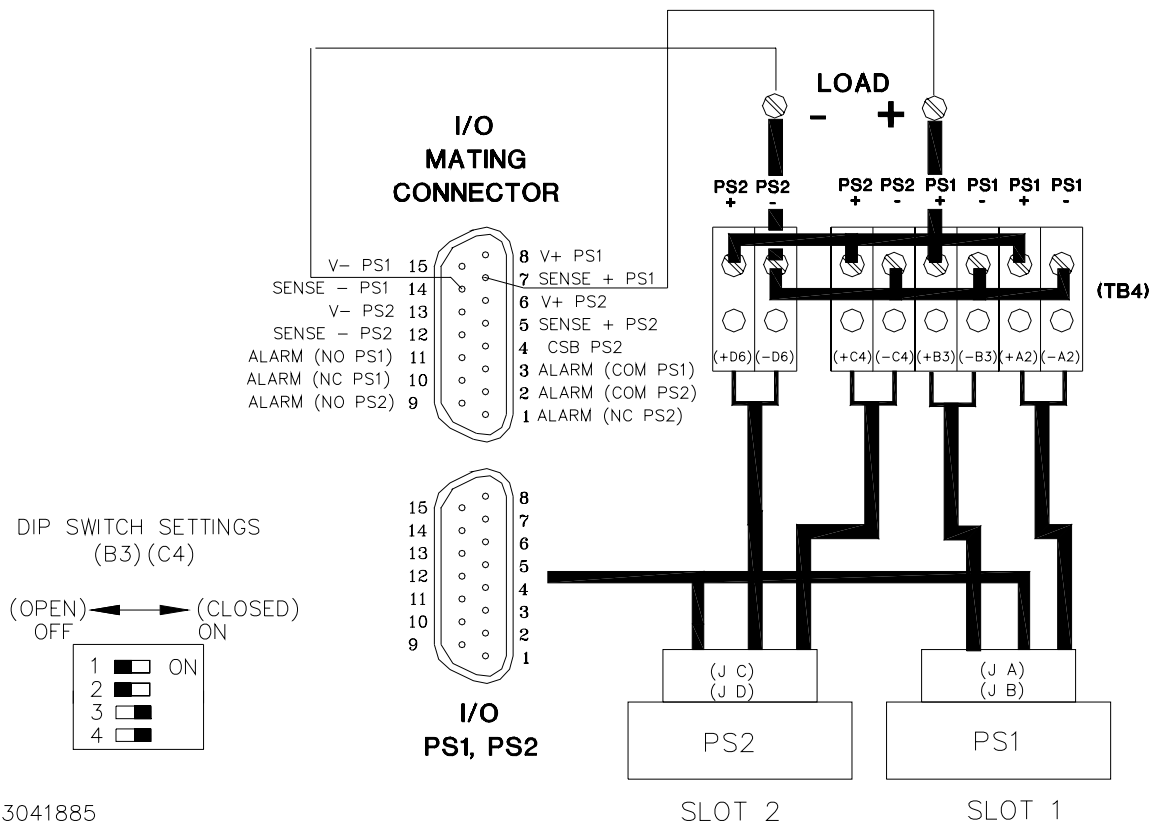 LOAD
- +
I/O
MATING
CONNECTOR
PS2 PS2 PS2 PS2 PS1 PS1 PS1 PS1
+ - + - + - + -
V- PS1 15
SENSE - PS1 14
V- PS2 13
SENSE - PS2 12
ALARM (NO PS1) 11
ALARM (NC PS1) 10
ALARM (NO PS2) 9
8 V+ PS1
7 SENSE + PS1
6 V+ PS2
5 SENSE + PS2
4 CSB PS2
3 ALARM (COM PS1)
2 ALARM (COM PS2)
1 ALARM (NC PS2)
(TB4)
(+D6) (-D6) (+C4) (-C4) (+B3) (-B3) (+A2) (-A2)
15
14
13
12
11
10
9
8
7
6
5
4
3
2
1
I/O
PS1, PS2
DIP SWITCH SETTINGS
(B3)(C4)
(OPEN) (CLOSED)
OFF ON
1 ON
2
3
4
(J C)
(J D)
PS2
SLOT 2
(J A)
(J B)
PS1
SLOT 1
3041885